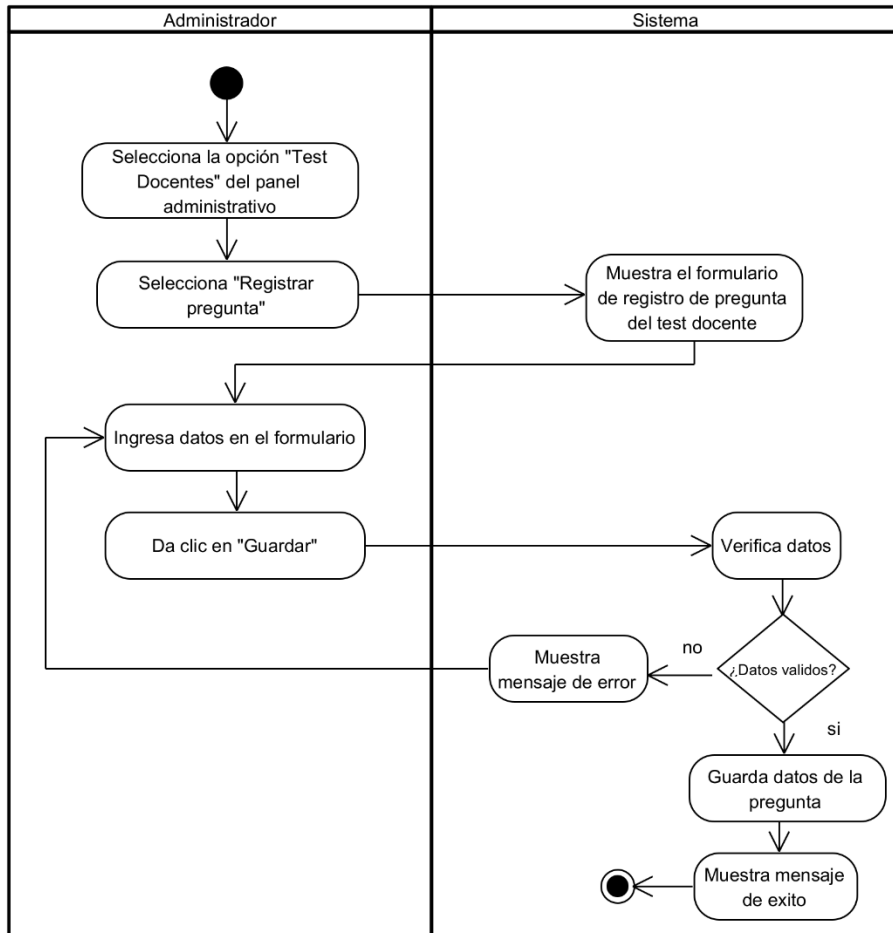 Administrador
Sistema
Selecciona la opción "Test
Docentes" del panel
administrativo
Selecciona "Registrar
pregunta"
Muestra el formulario
de registro de pregunta
del test docente
Ingresa datos en el formulario
Da clic en "Guardar"
Verifica datos
¿Datos validos?
no
Muestra
mensaje de error
si
Guarda datos de la
pregunta
Muestra mensaje
de exito